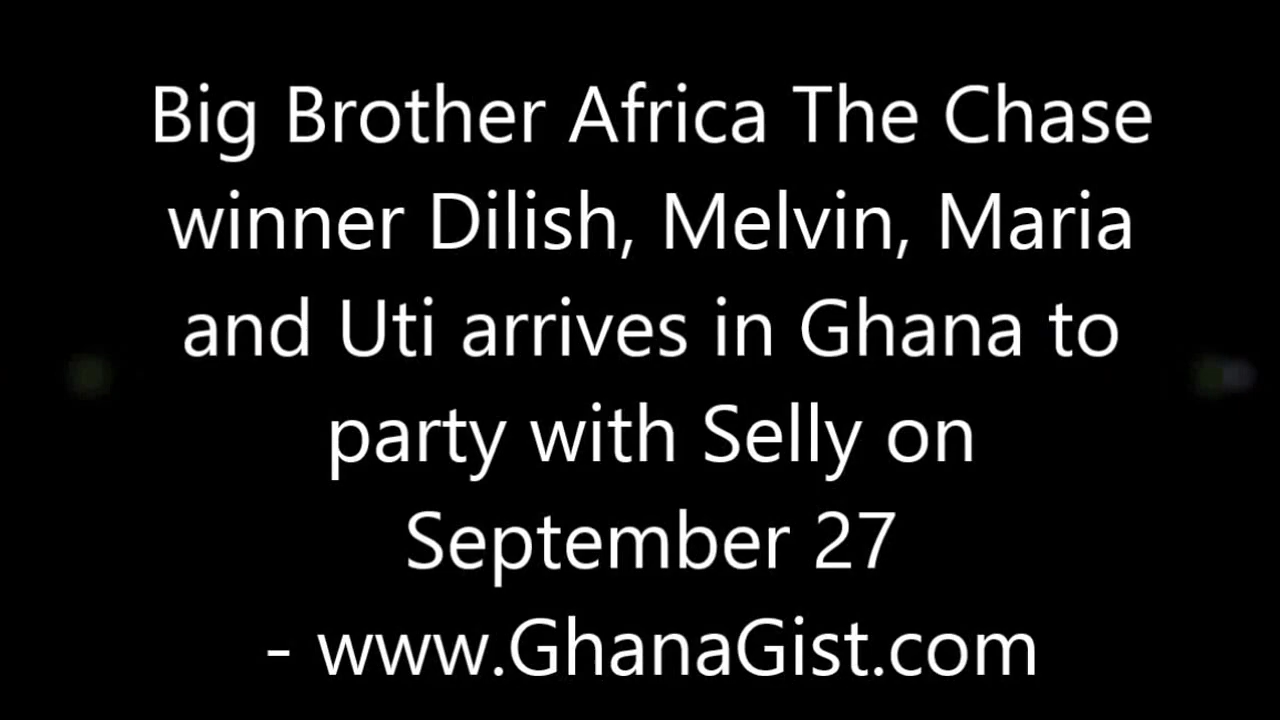 Big Brother Africa The Chase
winner Dilish, Melvin, Maria
and Uti arrives in Ghana to
party with Selly on
September 27
- www.GhanaGist.com